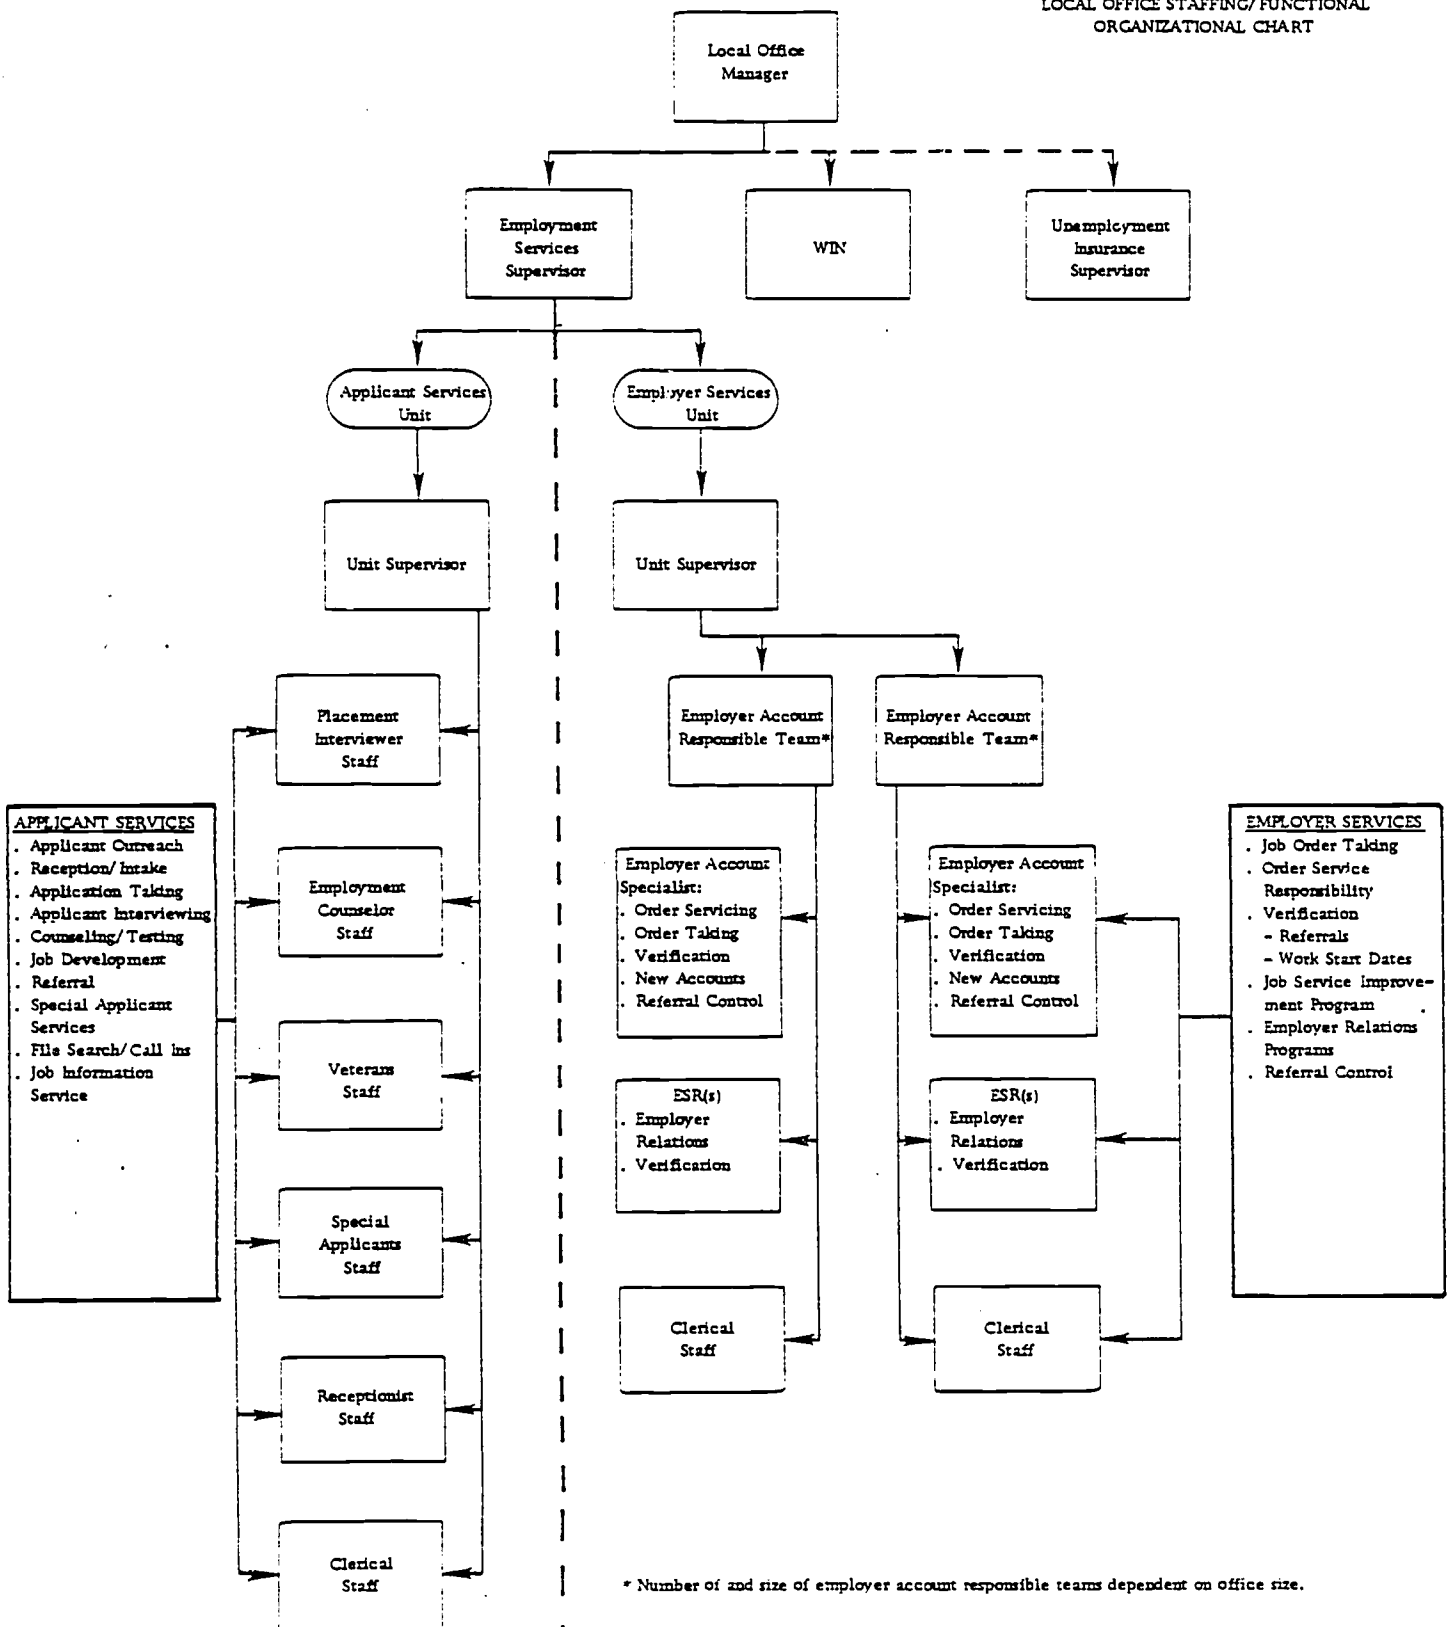 LOCAL OFFICE STAFFING/FUNCTIONAL
ORGANIZATIONAL CHART
Local Office
Manager
Employment
Services
Supervisor
WIN
Unemployment
Insurance
Supervisor
Applicant Services
Unit
Employer Services
Unit
Unit Supervisor
Unit Supervisor
Placement
Interviewer
Staff
Employer Account
Responsible Team*
Employer Account
Responsible Team*
APPLICANT SERVICES
. Applicant Outreach
. Reception/Intake
. Application Taking
. Applicant Interviewing
. Counseling/Testing
. Job Development
. Referral
. Special Applicant
Services
. File Search/Call Ins
. Job Information
Service
Employment
Counselor
Staff
Veterans
Staff
Special
Applicants
Staff
Receptionist
Staff
Clerical
Staff
Employer Account
Specialist:
. Order Servicing
. Order Taking
. Verification
. New Accounts
. Referral Control
ESR(s)
. Employer
Relations
. Verification
Clerical
Staff
Employer Account
Specialist:
. Order Servicing
. Order Taking
. Verification
. New Accounts
. Referral Control
ESR(s)
. Employer
Relations
. Verification
Clerical
Staff
EMPLOYER SERVICES
. Job Order Taking
. Order Service
Responsibility
. Verification
- Referrals
- Work Start Dates
. Job Service Improve-
ment Program
. Employer Relations
Programs
. Referral Control
* Number of and size of employer account responsible teams dependent on office size.